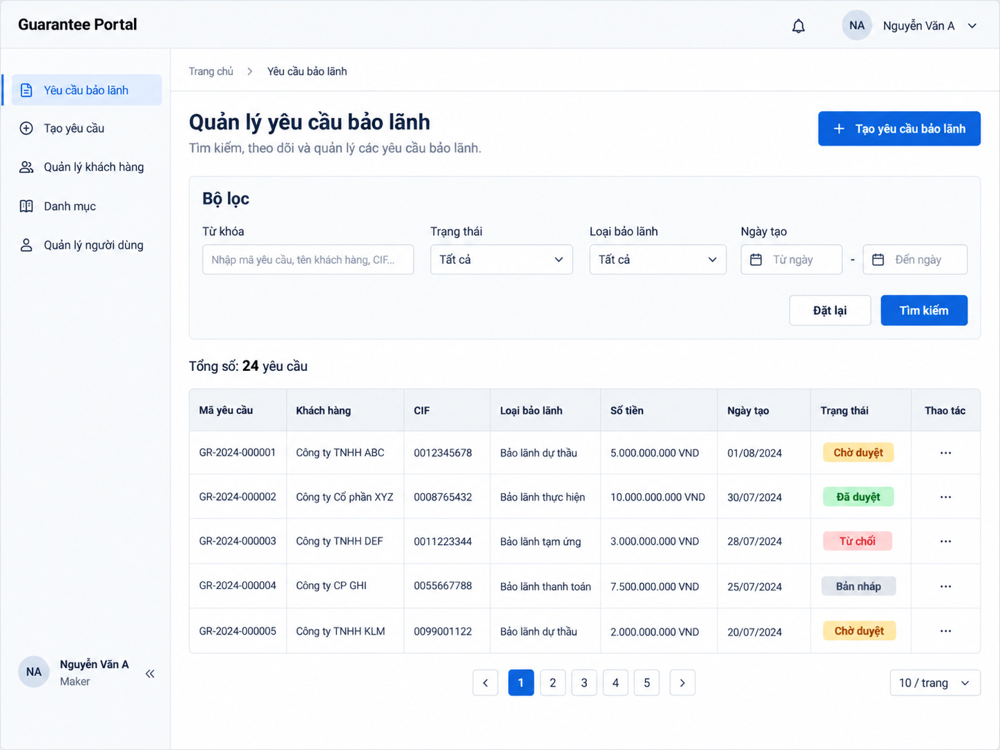 Guarantee Portal
NA Nguyễn Văn A
Yêu cầu bảo lãnh
Tạo yêu cầu
Quản lý khách hàng
Danh mục
Quản lý người dùng
NA Nguyễn Văn A
Maker
Trang chủ > Yêu cầu bảo lãnh
Quản lý yêu cầu bảo lãnh
Tìm kiếm, theo dõi và quản lý các yêu cầu bảo lãnh.
+ Tạo yêu cầu bảo lãnh
Bộ lọc
Từ khóa Trạng thái Loại bảo lãnh Ngày tạo
Nhập mã yêu cầu, tên khách hàng, CIF... Tất cả Tất cả Từ ngày - Đến ngày
Đặt lại Tìm kiếm
Tổng số: 24 yêu cầu
Mã yêu cầu Khách hàng CIF Loại bảo lãnh Số tiền Ngày tạo Trạng thái Thao tác
GR-2024-000001 Công ty TNHH ABC 0012345678 Bảo lãnh dự thầu 5.000.000.000 VND 01/08/2024 Chờ duyệt ...
GR-2024-000002 Công ty Cổ phần XYZ 0008765432 Bảo lãnh thực hiện 10.000.000.000 VND 30/07/2024 Đã duyệt ...
GR-2024-000003 Công ty TNHH DEF 0011223344 Bảo lãnh tạm ứng 3.000.000.000 VND 28/07/2024 Từ chối ...
GR-2024-000004 Công ty CP GHI 0055667788 Bảo lãnh thanh toán 7.500.000.000 VND 25/07/2024 Bản nháp ...
GR-2024-000005 Công ty TNHH KLM 0099001122 Bảo lãnh dự thầu 2.000.000.000 VND 20/07/2024 Chờ duyệt ...
1 2 3 4 5 10 / trang